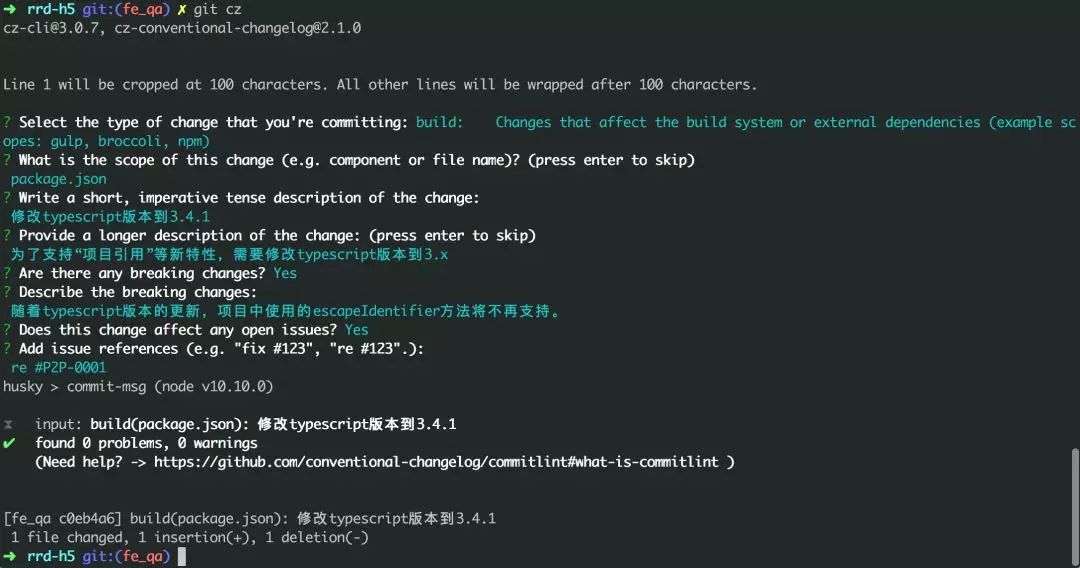 ➜ rrd-h5 git:(fe_qa) ✗ git cz
cz-cli@3.0.7, cz-conventional-changelog@2.1.0
Line 1 will be cropped at 100 characters. All other lines will be wrapped after 100 characters.
? Select the type of change that you're committing: build:    Changes that affect the build system or external dependencies (example sc
opes: gulp, broccoli, npm)
? What is the scope of this change (e.g. component or file name)? (press enter to skip)
package.json
? Write a short, imperative tense description of the change:
修改typescript版本到3.4.1
? Provide a longer description of the change: (press enter to skip)
为了支持“项目引用”等新特性，需要修改typescript版本到3.x
? Are there any breaking changes? Yes
? Describe the breaking changes:
随着typescript版本的更新，项目中使用的escapeIdentifier方法将不再支持。
? Does this change affect any open issues? Yes
? Add issue references (e.g. "fix #123", "re #123".):
re #P2P-0001
husky > commit-msg (node v10.10.0)
⧗   input: build(package.json): 修改typescript版本到3.4.1
✔   found 0 problems, 0 warnings
(Need help? -> https://github.com/conventional-changelog/commitlint#what-is-commitlint )
[fe_qa c0eb4a6] build(package.json): 修改typescript版本到3.4.1
1 file changed, 1 insertion(+), 1 deletion(-)
➜ rrd-h5 git:(fe_qa)